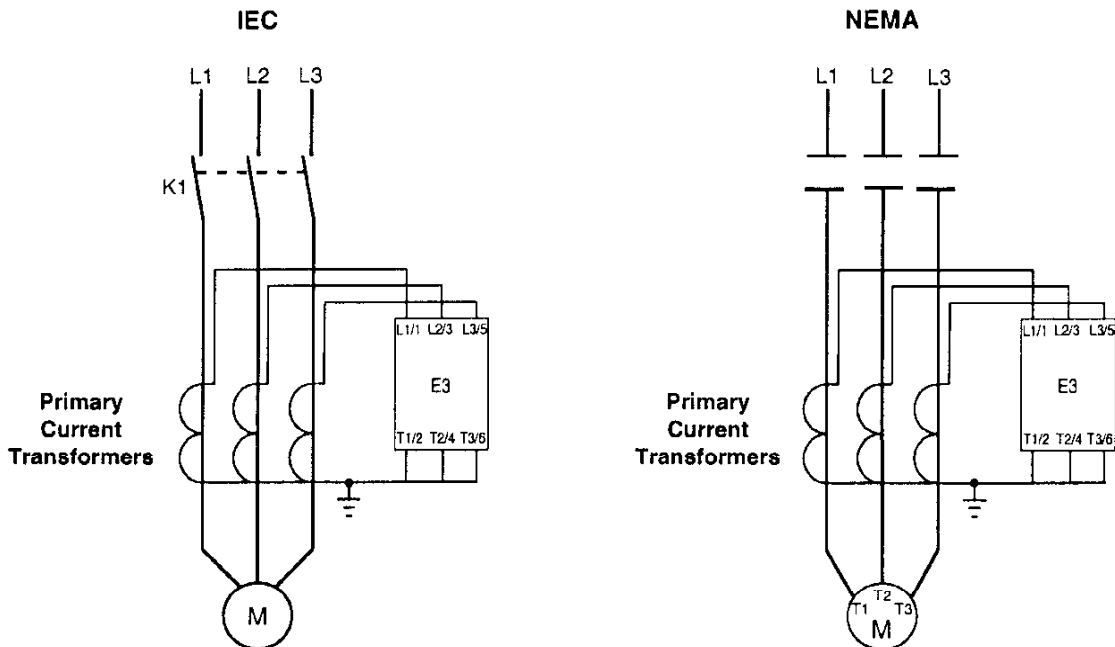 IEC
L1 L2 L3
K1
L1/1 L2/3 L3/5
E3
T1/2 T2/4 T3/6
Primary
Current
Transformers
M
NEMA
L1 L2 L3
L1/1 L2/3 L3/5
E3
T1/2 T2/4 T3/6
Primary
Current
Transformers
T1 T2 T3
M